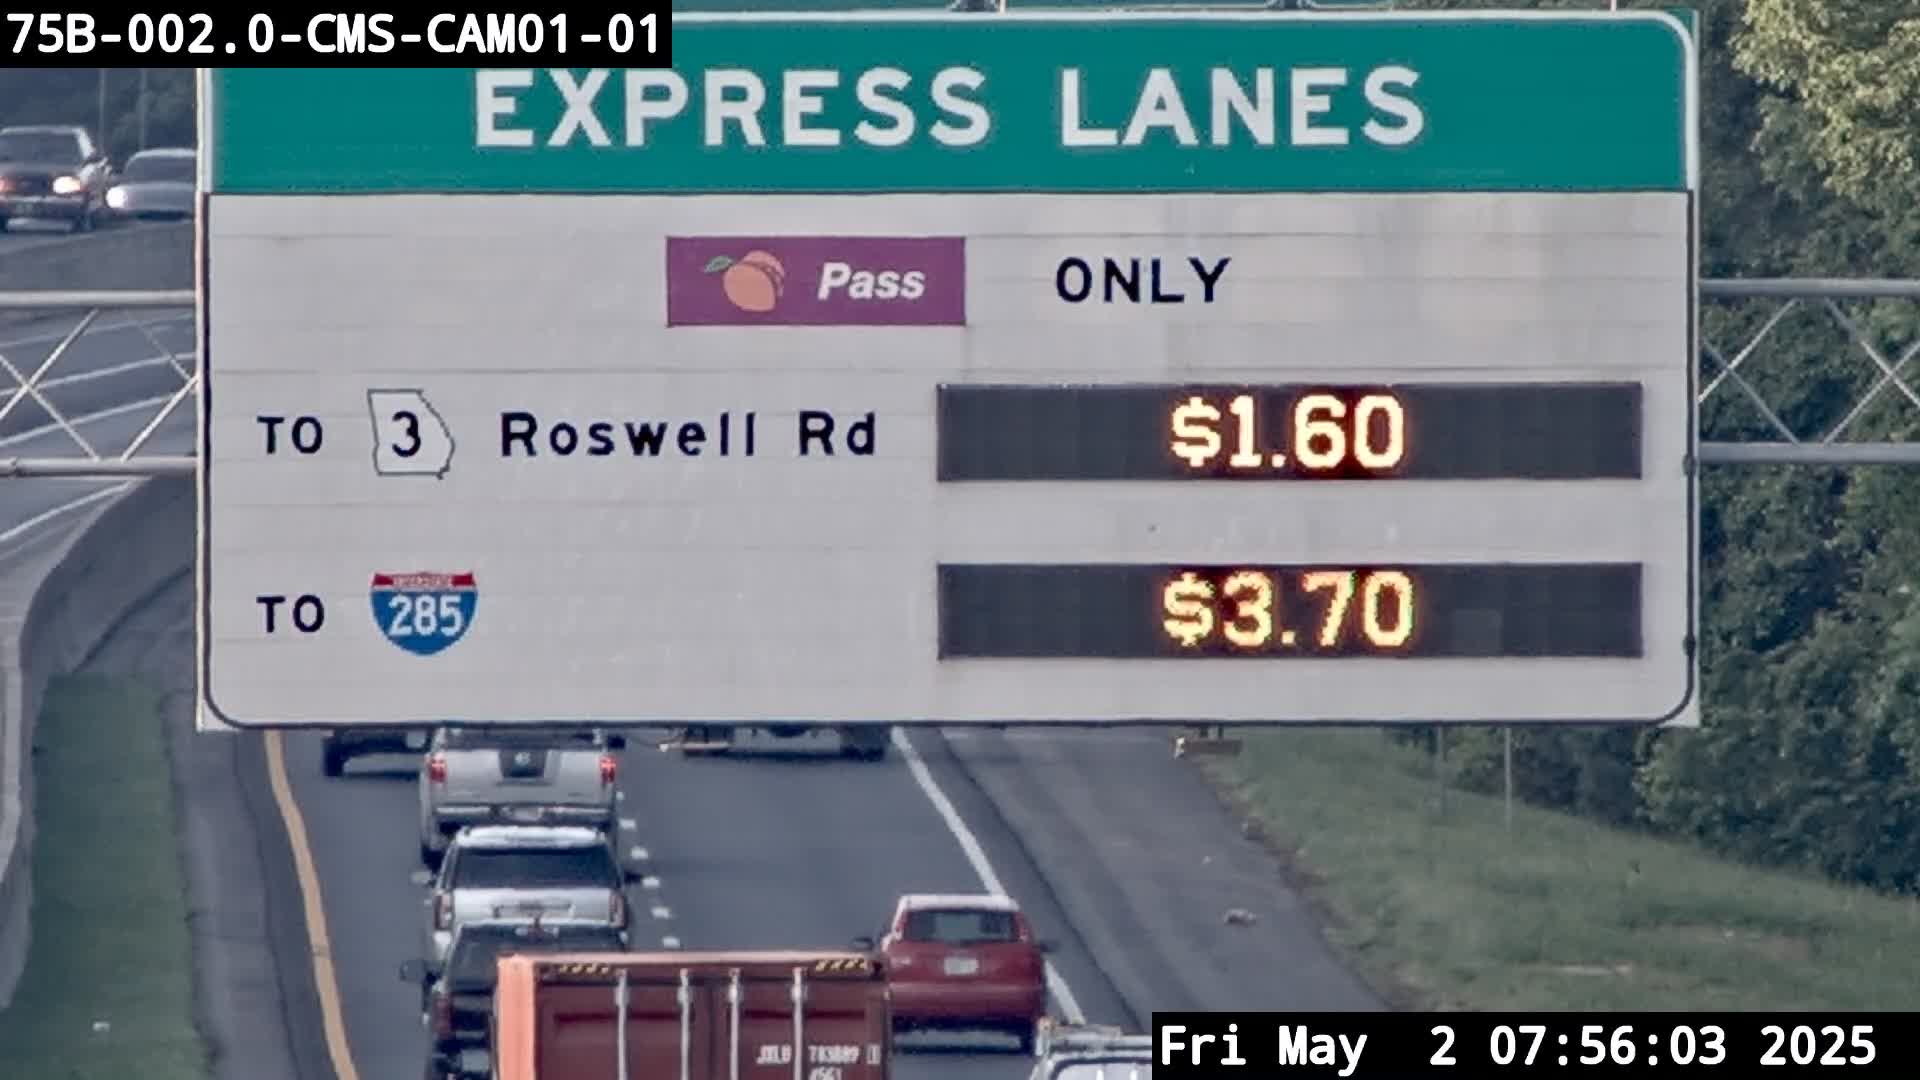 75B-002.0-CMS-CAM01-01
EXPRESS LANES
Pass ONLY
TO 3 Roswell Rd $1.60
TO 285 $3.70
Fri May 2 07:56:03 2025